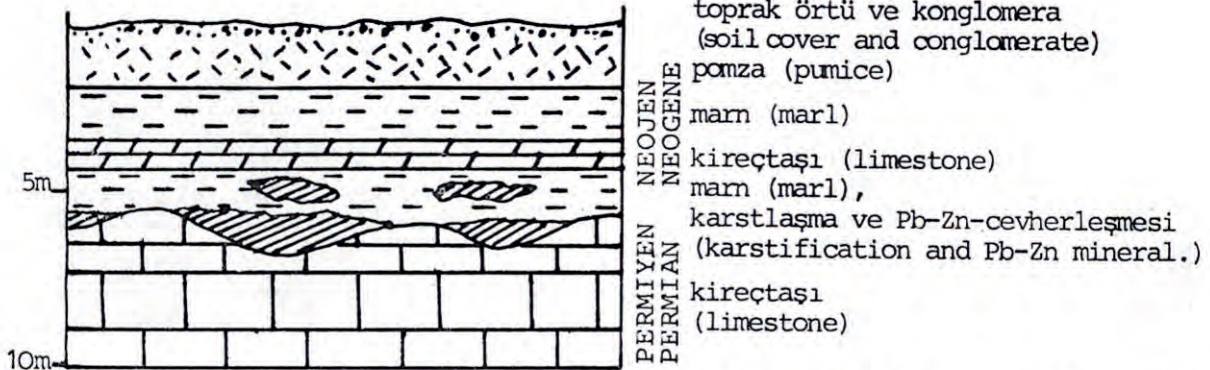 toprak örtü ve konglomera
(soil cover and conglomerate)
pomza (pumice)
marn (marl)
kireçtaşı (limestone)
marn (marl),
karstlaşma ve Pb-Zn-cevherleşmesi
(karstification and Pb-Zn mineral.)
kireçtaşı
(limestone)
NEOJEN
NEOGENE
PERMIYEN
PERMIAN
5m
10m